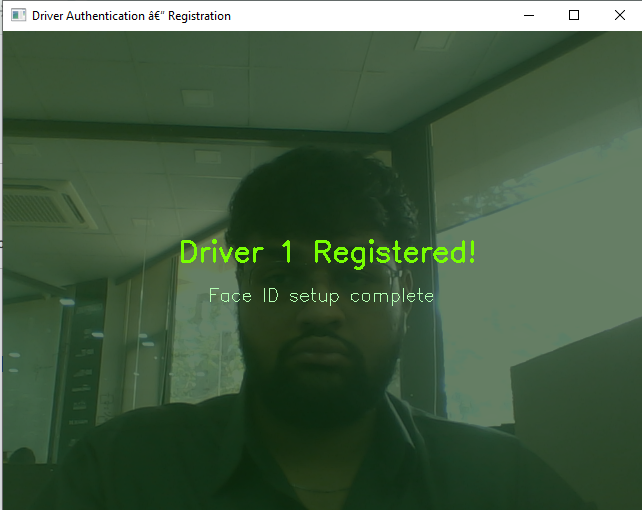 Driver Authentication â€“ Registration
Driver 1 Registered!
Face ID setup complete